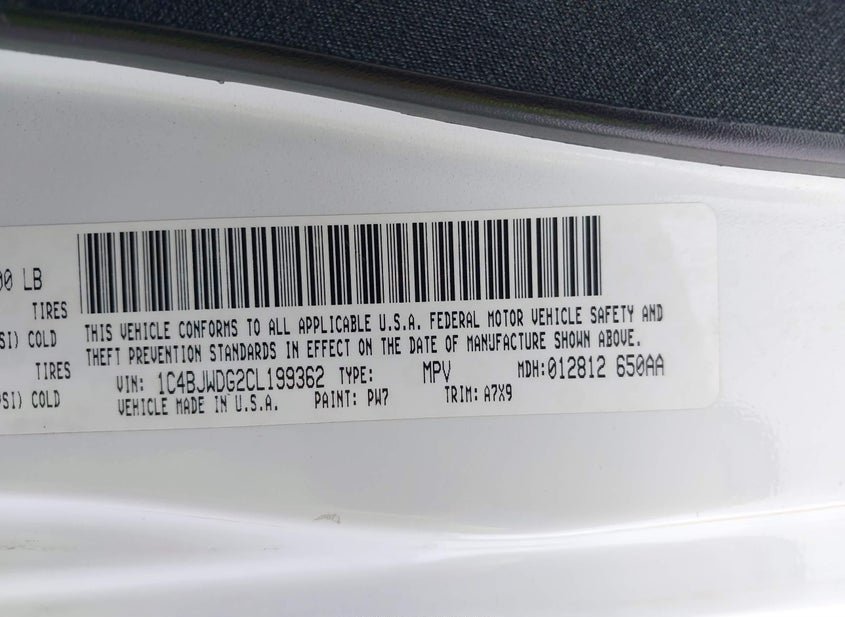 00 LB
TIRES
SI) COLD
TIRES
PSI) COLD
THIS VEHICLE CONFORMS TO ALL APPLICABLE U.S.A. FEDERAL MOTOR VEHICLE SAFETY AND
THEFT PREVENTION STANDARDS IN EFFECT ON THE DATE OF MANUFACTURE SHOWN ABOVE.
VIN: 1C4BJWDG2CL199362 TYPE: MPV MDH:012812 650AA
VEHICLE MADE IN U.S.A. PAINT: PW7 TRIM: A7X9